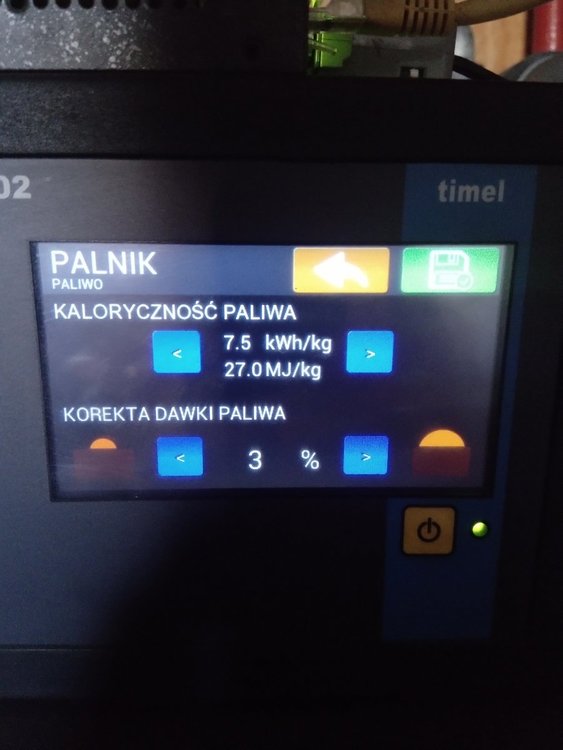 02
timel
PALNIK
PALIWO
KALORYCZNOŚĆ PALIWA
< 7.5 kWh/kg >
27.0 MJ/kg
KOREKTA DAWKI PALIWA
< 3 % >